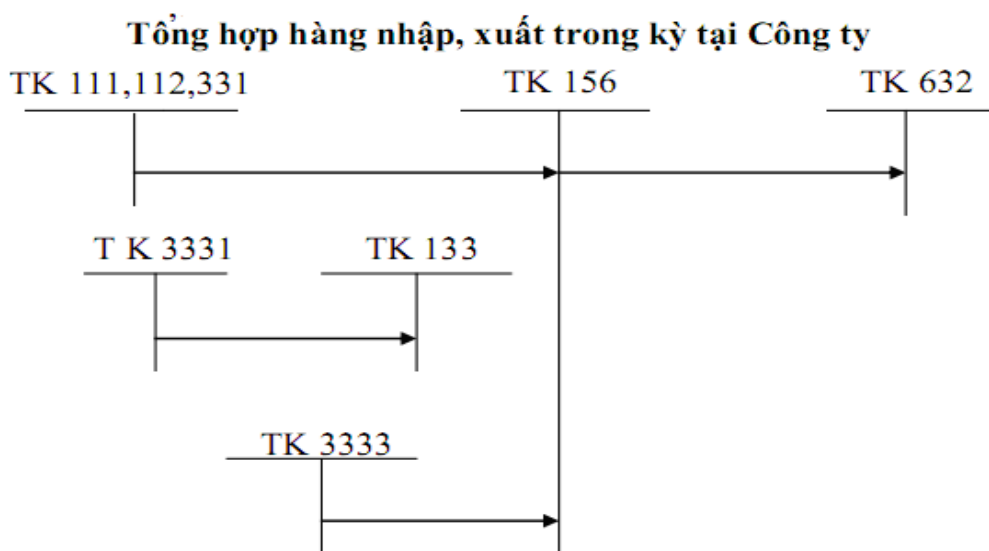 Tổng hợp hàng nhập, xuất trong kỳ tại Công ty
TK 111,112,331 TK 156 TK 632
T K 3331 TK 133
TK 3333